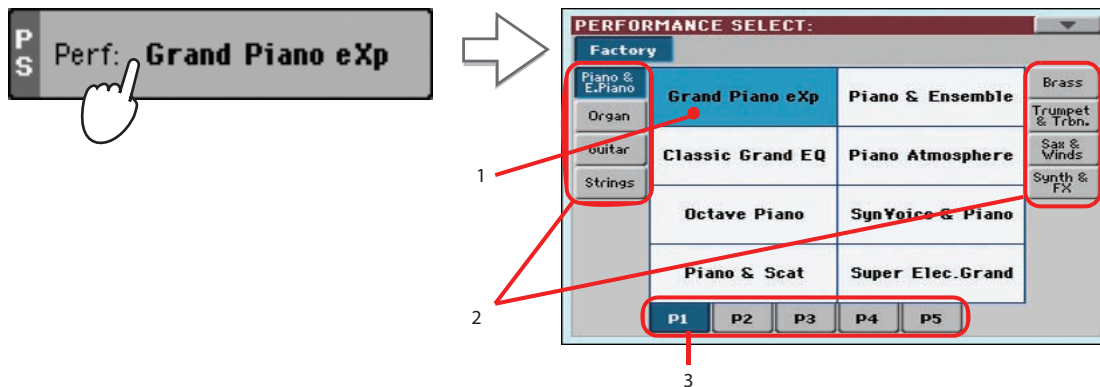 PS
Perf: Grand Piano eXp
PERFORMANCE SELECT:
Factory
Piano & E.Piano
Organ
Guitar
Strings
Grand Piano eXp
Piano & Ensemble
Classic Grand EQ
Piano Atmosphere
Octave Piano
SynVoice & Piano
Piano & Scat
Super Elec.Grand
Brass
Trumpet & Trbn.
Sax & Winds
Synth & FX
P1 P2 P3 P4 P5
1
2
3